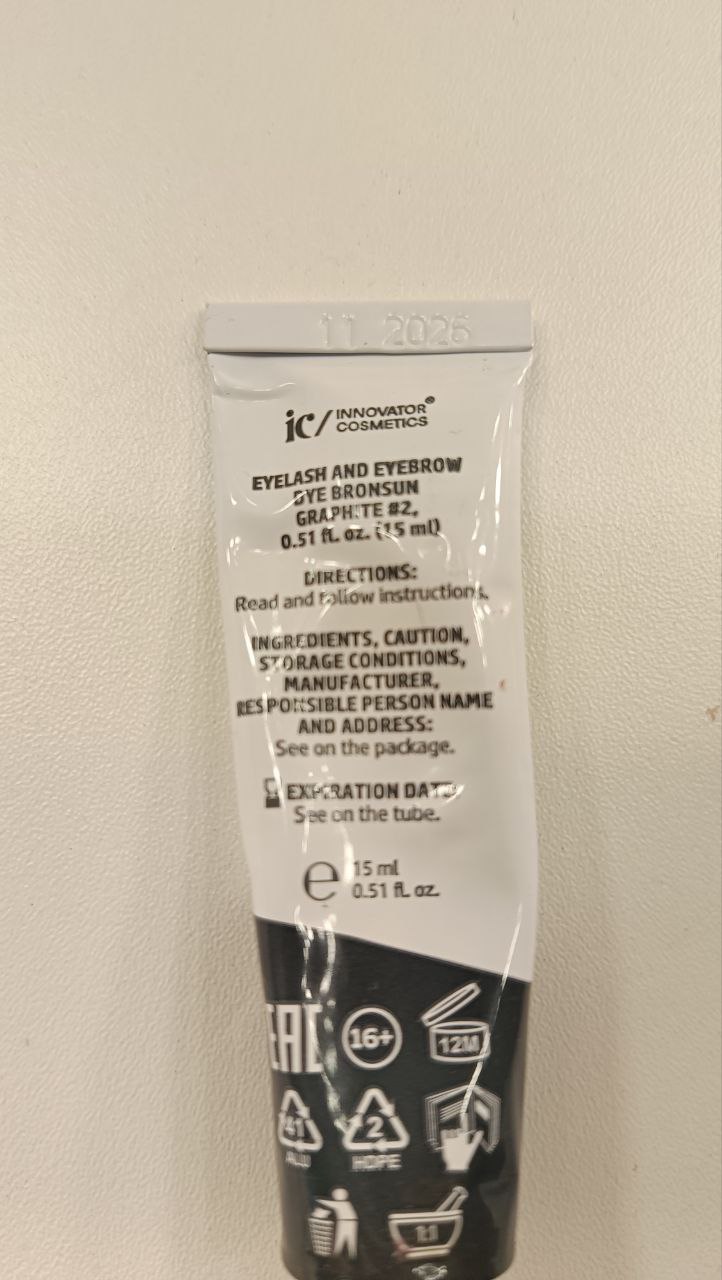 11. 2026
ic/ INNOVATOR®
COSMETICS
EYELASH AND EYEBROW
DYE BRONSUN
GRAPHITE #2,
0.51 fl. oz. (15 ml)
DIRECTIONS:
Read and follow instructions.
INGREDIENTS, CAUTION,
STORAGE CONDITIONS,
MANUFACTURER,
RESPONSIBLE PERSON NAME
AND ADDRESS:
See on the package.
EXPIRATION DATE:
See on the tube.
e 15 ml
0.51 fl. oz.
EAC 16+ 12M
41 2
ALU HDPE
1:1